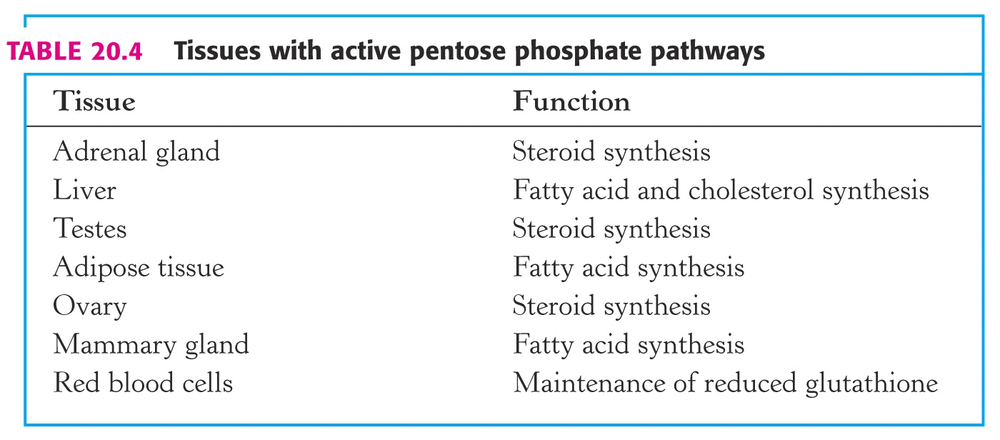 TABLE 20.4 Tissues with active pentose phosphate pathways
Tissue Function
Adrenal gland Steroid synthesis
Liver Fatty acid and cholesterol synthesis
Testes Steroid synthesis
Adipose tissue Fatty acid synthesis
Ovary Steroid synthesis
Mammary gland Fatty acid synthesis
Red blood cells Maintenance of reduced glutathione